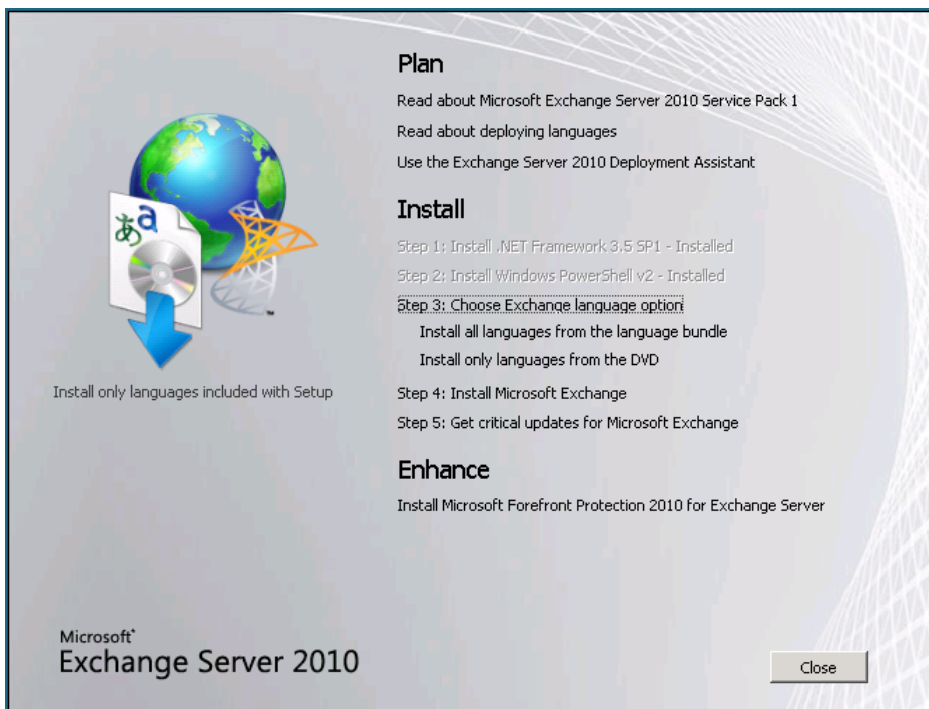 Plan
Read about Microsoft Exchange Server 2010 Service Pack 1
Read about deploying languages
Use the Exchange Server 2010 Deployment Assistant
Install
Step 1: Install .NET Framework 3.5 SP1 - Installed
Step 2: Install Windows PowerShell v2 - Installed
Step 3: Choose Exchange language option
Install all languages from the language bundle
Install only languages from the DVD
Step 4: Install Microsoft Exchange
Step 5: Get critical updates for Microsoft Exchange
Enhance
Install Microsoft Forefront Protection 2010 for Exchange Server
あa
Install only languages included with Setup
Microsoft
Exchange Server 2010
Close